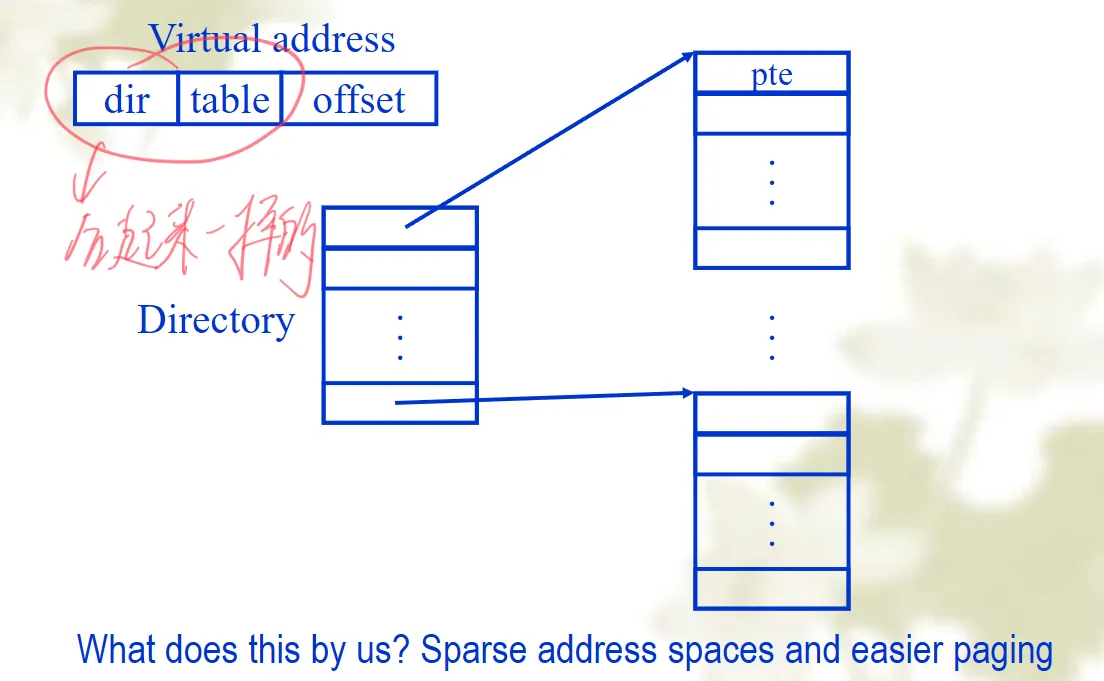 Virtual address
dir table offset
起来一样的
pte
Directory
What does this by us? Sparse address spaces and easier paging